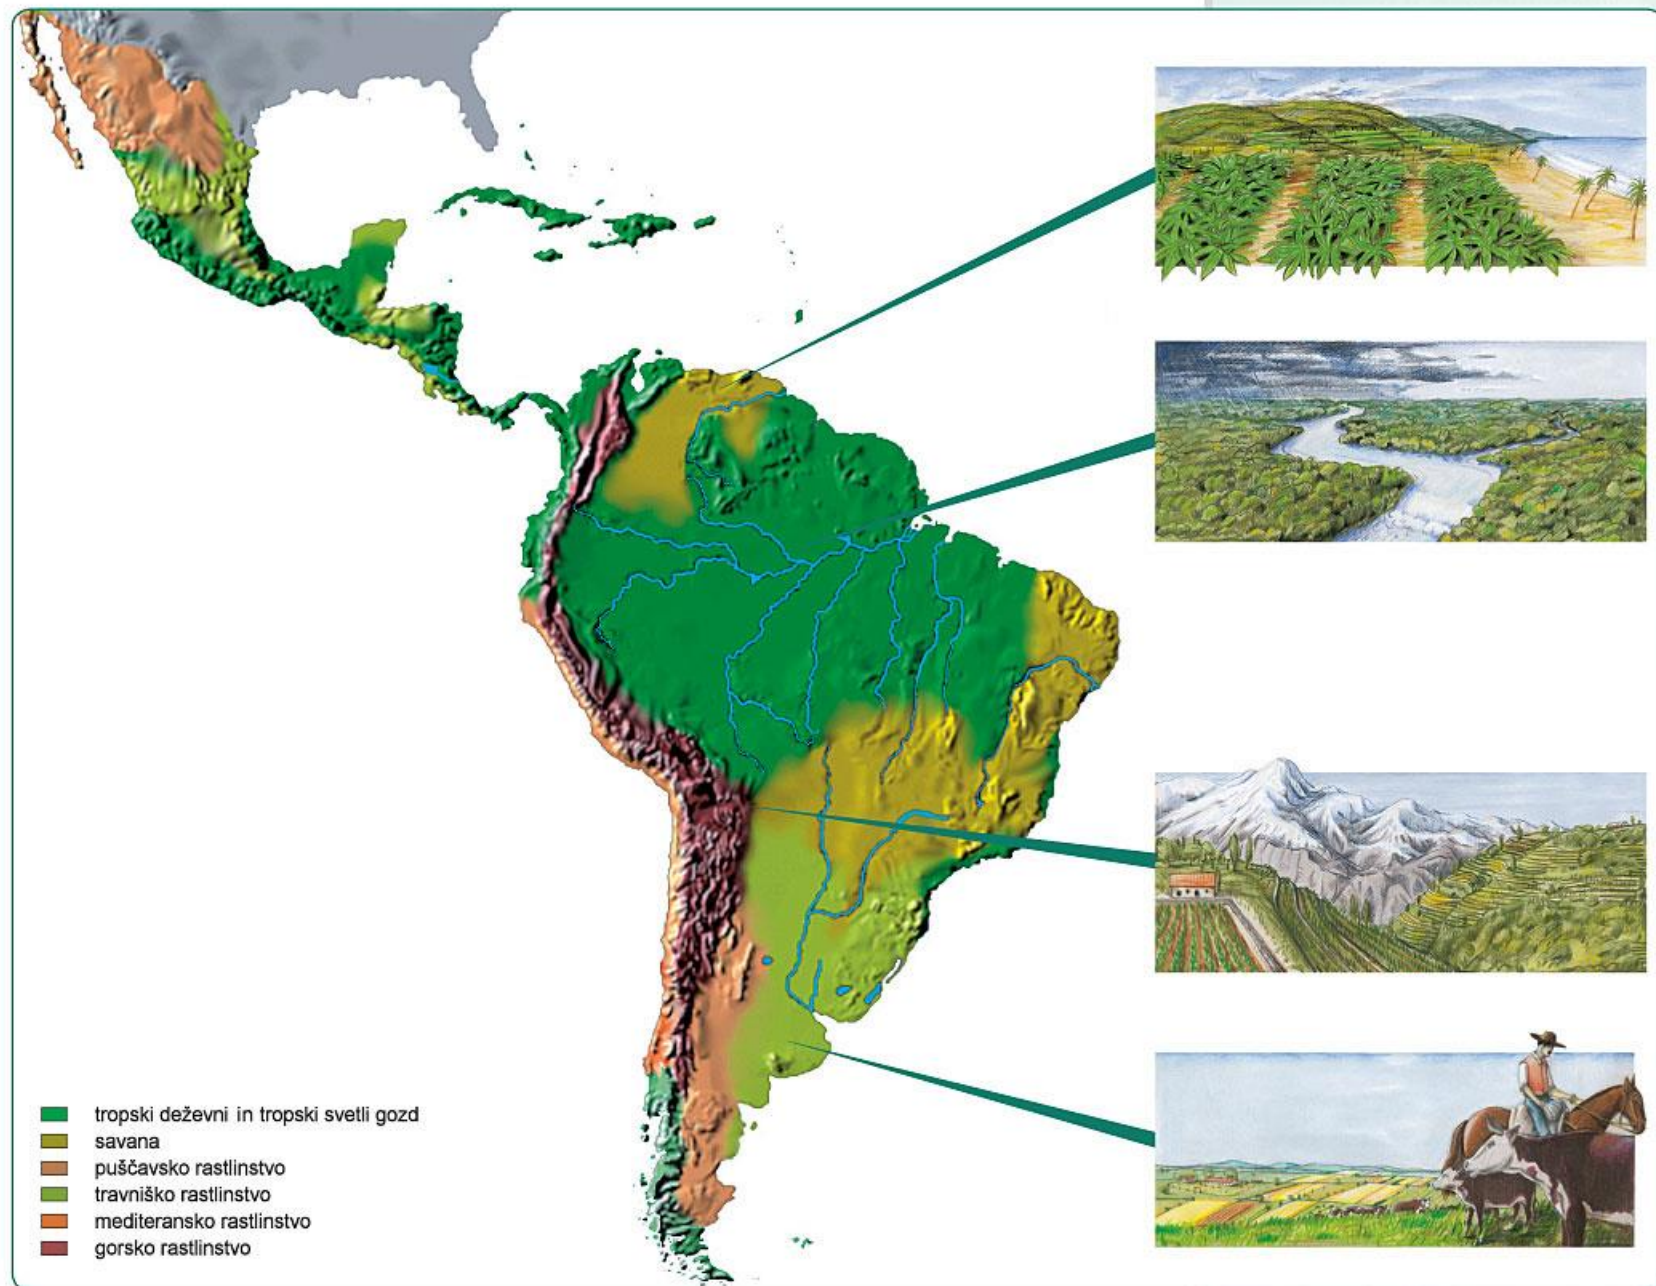 tropski deževni in tropski svetli gozd
savana
puščavsko rastlinstvo
travniško rastlinstvo
mediteransko rastlinstvo
gorsko rastlinstvo